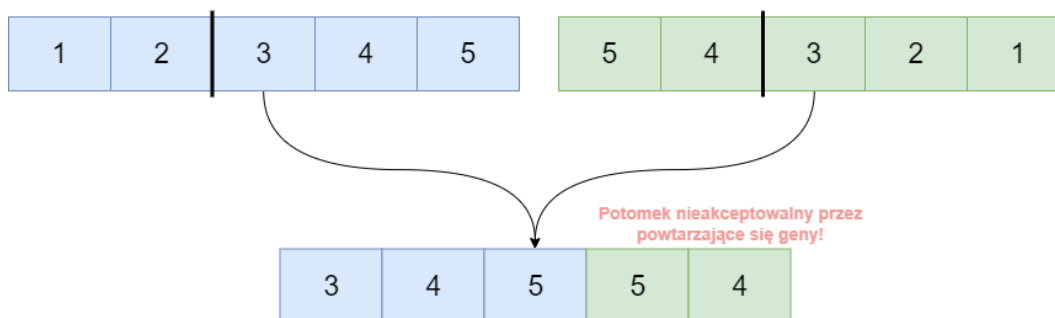 1 2 3 4 5 5 4 3 2 1
Potomek nieakceptowalny przez
powtarzające się geny!
3 4 5 5 4